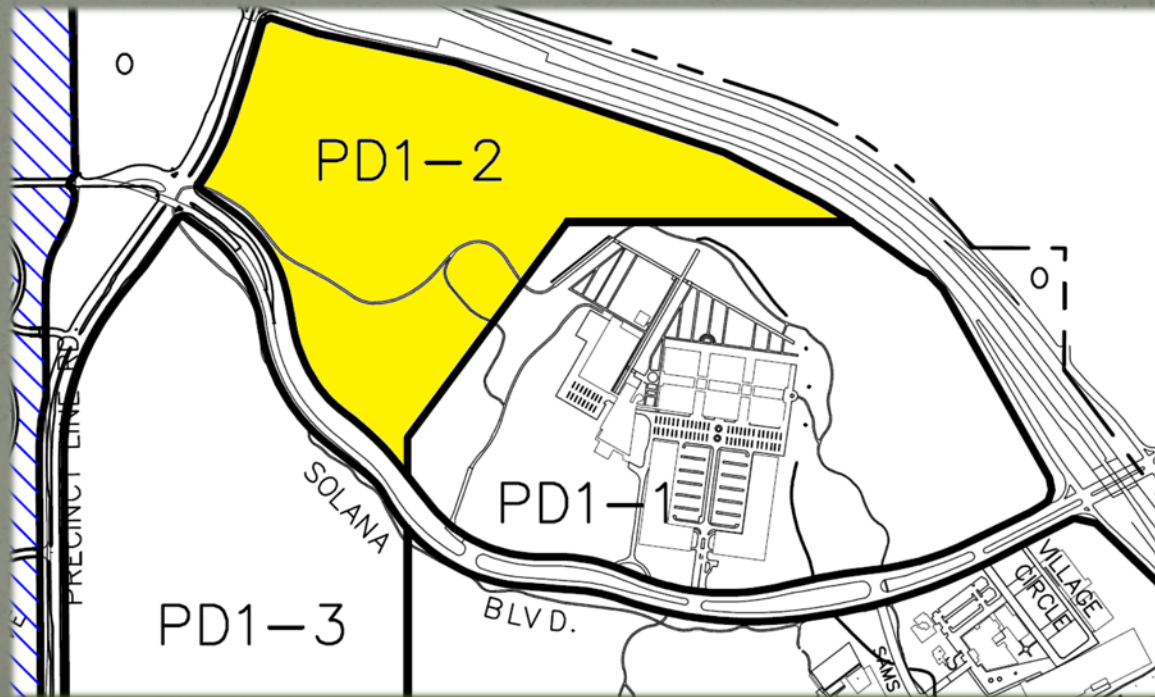 O
PD1-2
O
PRECINCT LINE RD
SOLANA
BLVD.
PD1-1
PD1-3
VILLAGE
CIRCLE
SAMS